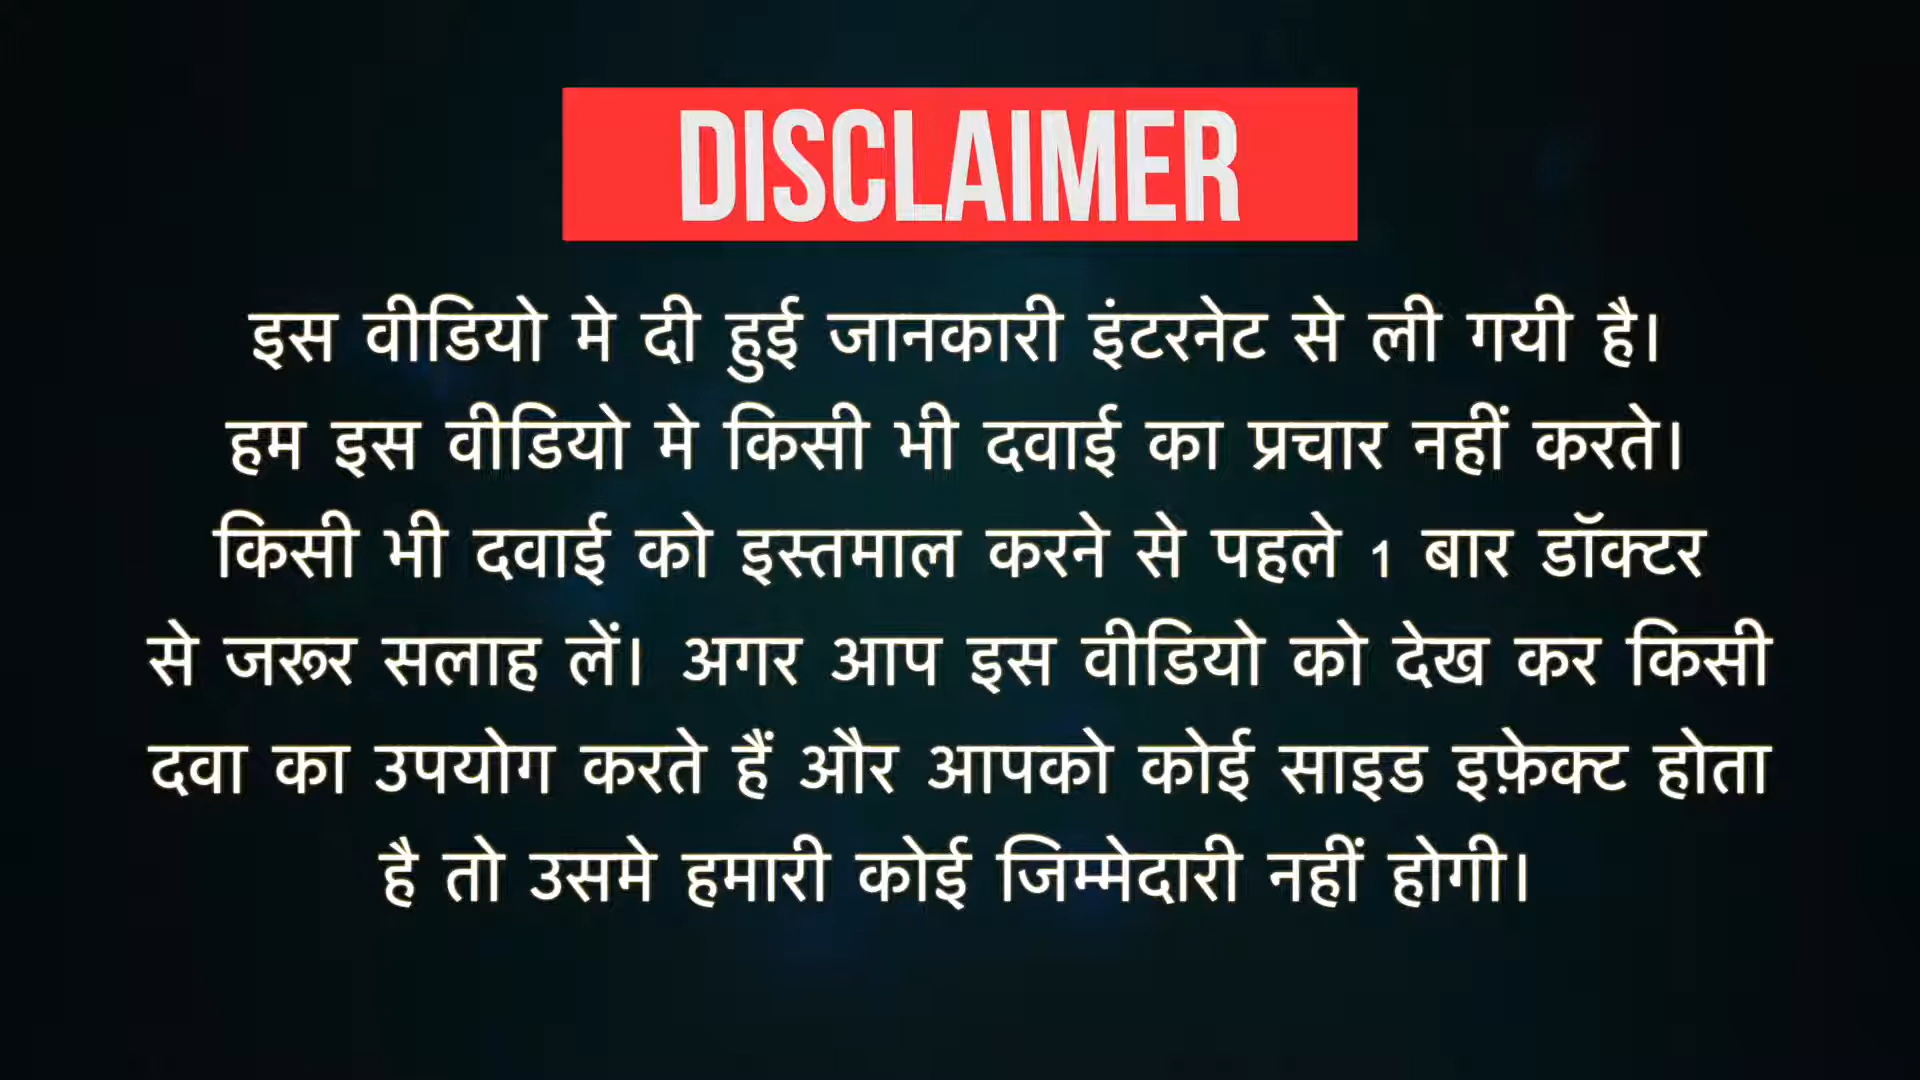 DISCLAIMER
इस वीडियो मे दी हुई जानकारी इंटरनेट से ली गयी है।
हम इस वीडियो मे किसी भी दवाई का प्रचार नहीं करते।
किसी भी दवाई को इस्तमाल करने से पहले 1 बार डॉक्टर
से जरूर सलाह लें। अगर आप इस वीडियो को देख कर किसी
दवा का उपयोग करते हैं और आपको कोई साइड इफ़ेक्ट होता
है तो उसमे हमारी कोई जिम्मेदारी नहीं होगी।